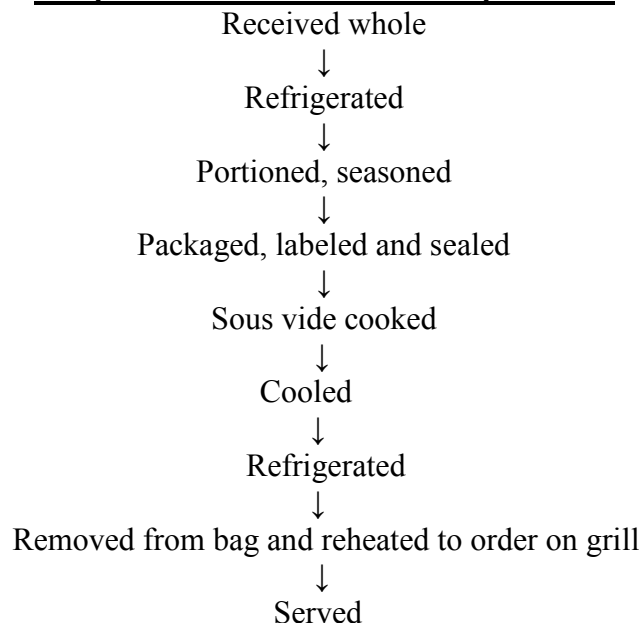 Received whole
↓
Refrigerated
↓
Portioned, seasoned
↓
Packaged, labeled and sealed
↓
Sous vide cooked
↓
Cooled
↓
Refrigerated
↓
Removed from bag and reheated to order on grill
↓
Served